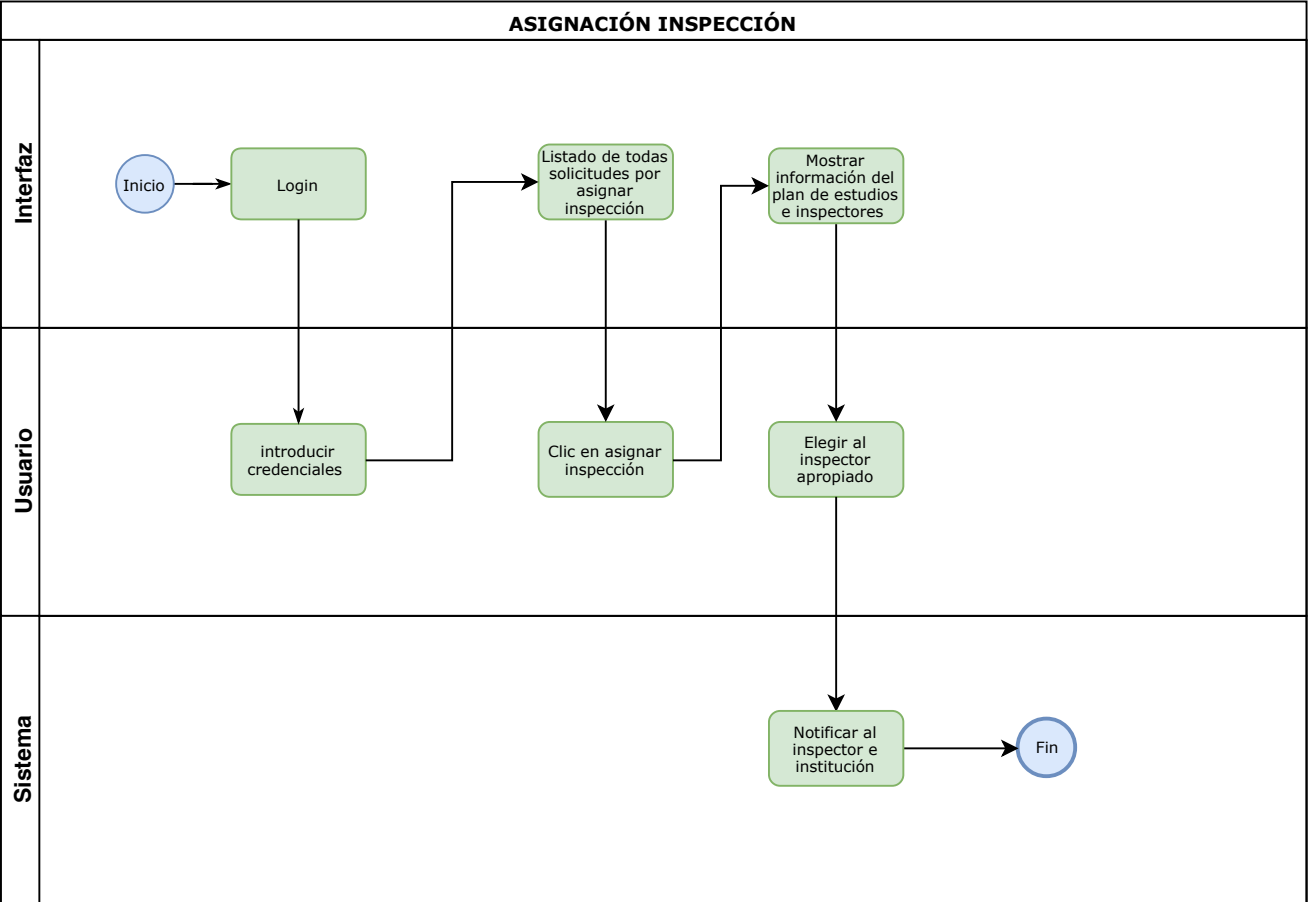 ASIGNACIÓN INSPECCIÓN
Interfaz
Inicio
Login
Listado de todas
solicitudes por
asignar
inspección
Mostrar
información del
plan de estudios
e inspectores
Usuario
introducir
credenciales
Clic en asignar
inspección
Elegir al
inspector
apropiado
Sistema
Notificar al
inspector e
institución
Fin